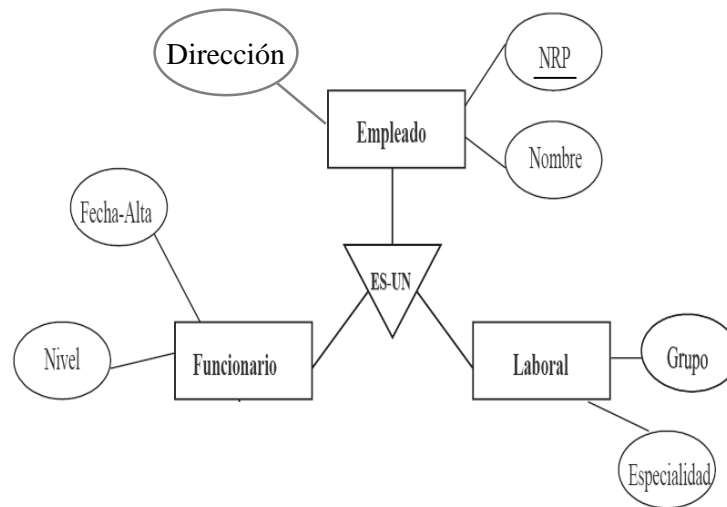 Dirección
NRP
Empleado
Nombre
Fecha-Alta
ES-UN
Nivel
Funcionario
Laboral
Grupo
Especialidad